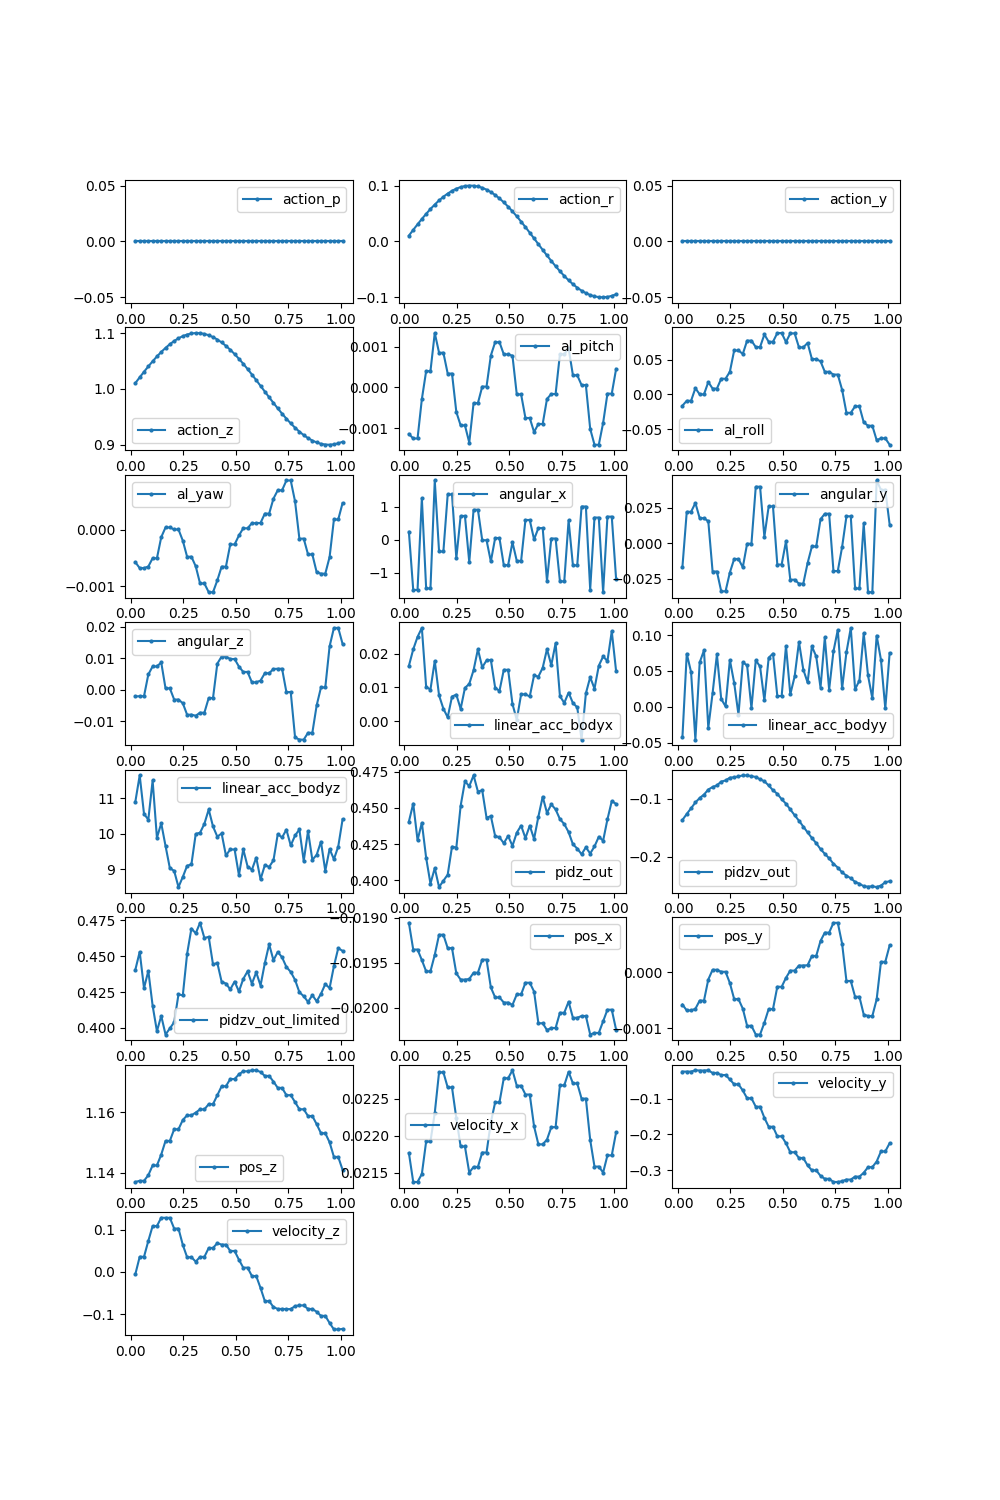 0.05
0.00
−0.05
action_p
0.00 0.25 0.50 0.75 1.00
0.1
0.0
−0.1
action_r
0.00 0.25 0.50 0.75 1.00
0.05
0.00
−0.05
action_y
0.00 0.25 0.50 0.75 1.00
1.1
1.0
0.9
action_z
0.00 0.25 0.50 0.75 1.00
0.001
0.000
−0.001
al_pitch
0.00 0.25 0.50 0.75 1.00
0.05
0.00
−0.05
al_roll
0.00 0.25 0.50 0.75 1.00
al_yaw
0.000
−0.001
0.00 0.25 0.50 0.75 1.00
angular_x
1
0
−1
0.00 0.25 0.50 0.75 1.00
angular_y
0.025
0.000
−0.025
0.00 0.25 0.50 0.75 1.00
0.02
angular_z
0.01
0.00
−0.01
0.00 0.25 0.50 0.75 1.00
0.02
0.01
0.00
linear_acc_bodyx
0.00 0.25 0.50 0.75 1.00
0.10
0.05
0.00
−0.05
linear_acc_bodyy
0.00 0.25 0.50 0.75 1.00
linear_acc_bodyz
11
10
9
0.00 0.25 0.50 0.75 1.00
0.475
0.450
0.425
0.400
pidz_out
0.00 0.25 0.50 0.75 1.00
−0.1
−0.2
pidzv_out
0.00 0.25 0.50 0.75 1.00
0.475
0.450
0.425
0.400
pidzv_out_limited
0.00 0.25 0.50 0.75 1.00
−0.0190
pos_x
−0.0195
−0.0200
0.00 0.25 0.50 0.75 1.00
pos_y
0.000
−0.001
0.00 0.25 0.50 0.75 1.00
1.16
1.14
pos_z
0.00 0.25 0.50 0.75 1.00
0.0225
0.0220
0.0215
velocity_x
0.00 0.25 0.50 0.75 1.00
velocity_y
−0.1
−0.2
−0.3
0.00 0.25 0.50 0.75 1.00
velocity_z
0.1
0.0
−0.1
0.00 0.25 0.50 0.75 1.00